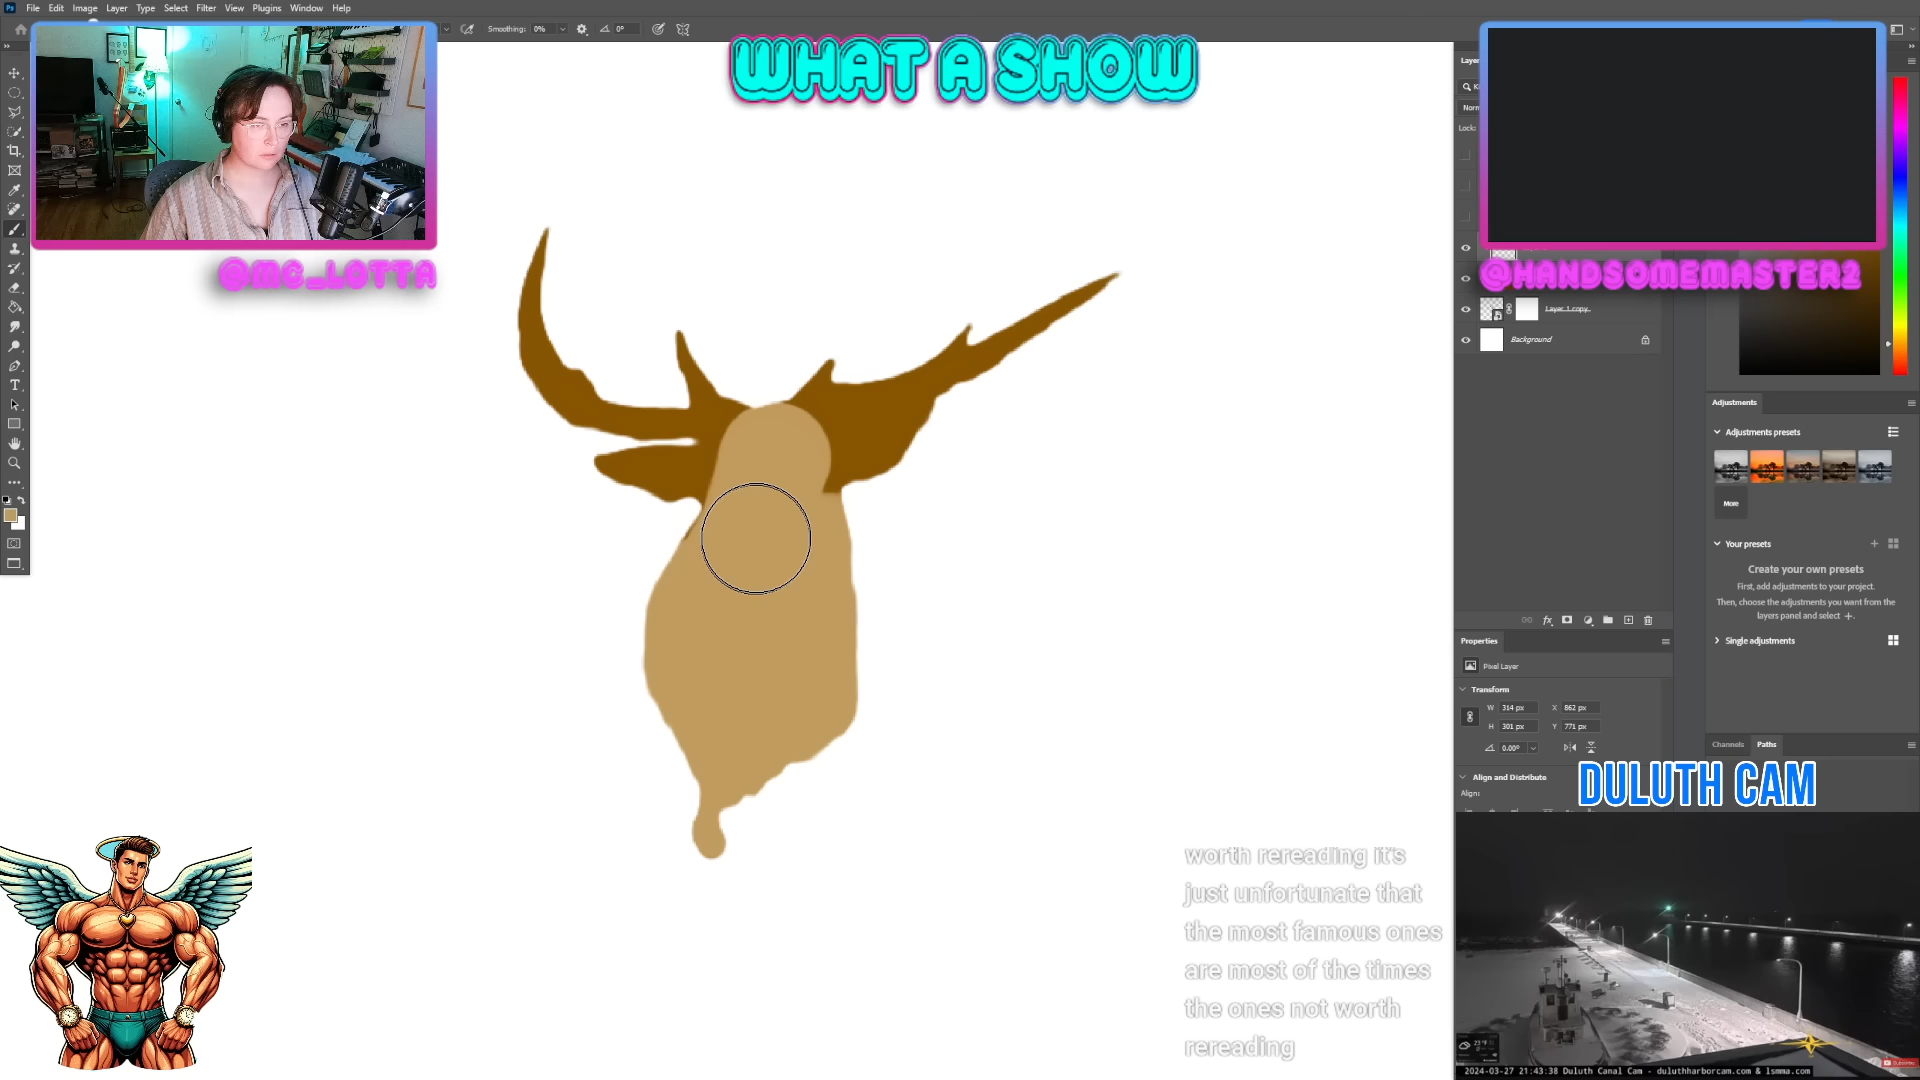 Ps File Edit Image Layer Type Select Filter View Plugins Window Help
Smoothing: 0% 0°
WHAT A SHOW
@MC_LOTTA
@HANDSOMEMASTER2
Lock:
Layer 1 copy
Background
Adjustments
Adjustments presets
More
Your presets
Create your own presets
First, add adjustments to your project.
Then, choose the adjustments you want from the
layers panel and select +.
Single adjustments
fx
Properties
Pixel Layer
Transform
W 314 px X 862 px
H 301 px Y 771 px
0.00°
Channels Paths
Align and Distribute
Align:
DULUTH CAM
worth rereading it's
just unfortunate that
the most famous ones
are most of the times
the ones not worth
rereading
23°F
2024-03-27 21:43:38 Duluth Canal Cam - duluthharborcam.com & lsmma.com